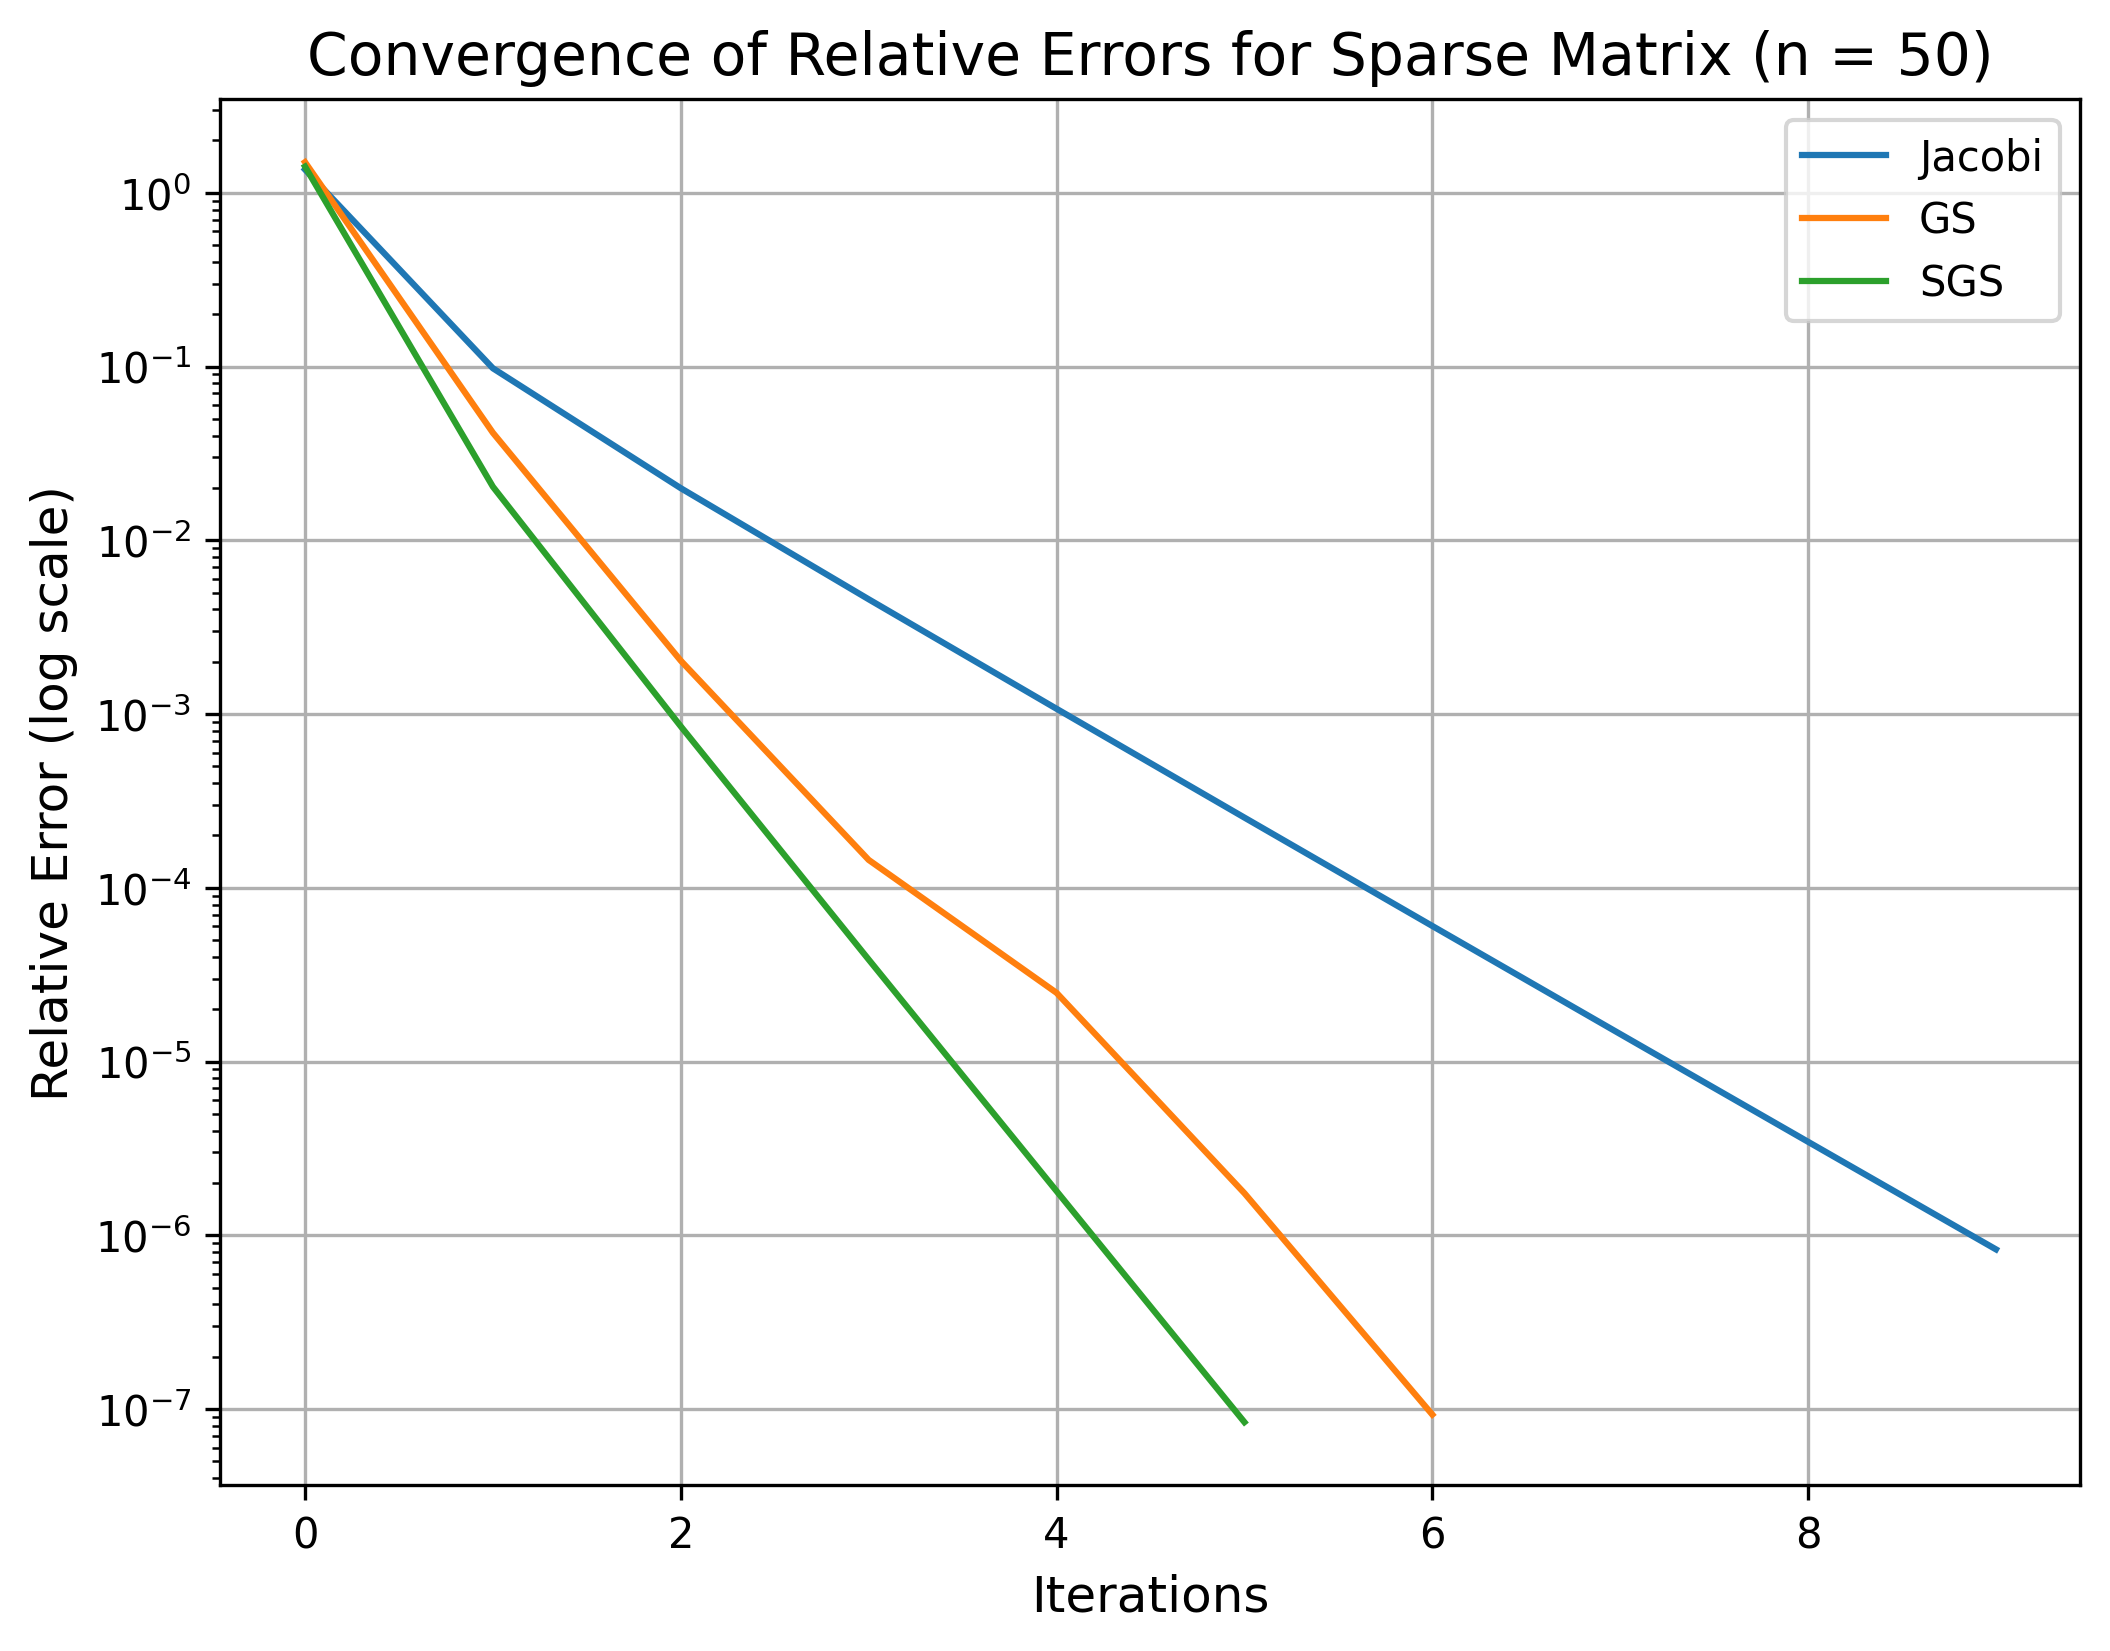 Convergence of Relative Errors for Sparse Matrix (n = 50)
Jacobi
GS
SGS
Relative Error (log scale)
10⁰
10⁻¹
10⁻²
10⁻³
10⁻⁴
10⁻⁵
10⁻⁶
10⁻⁷
0 2 4 6 8
Iterations